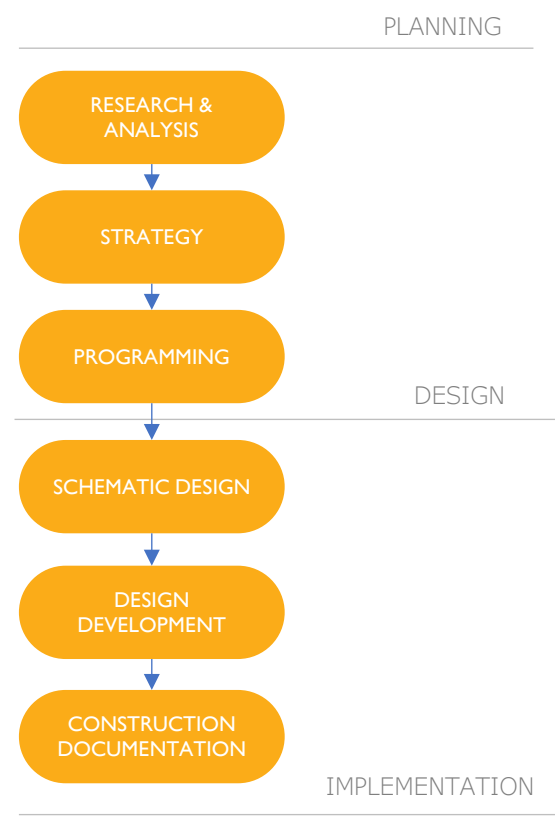 PLANNING
RESEARCH &
ANALYSIS
STRATEGY
PROGRAMMING
DESIGN
SCHEMATIC DESIGN
DESIGN
DEVELOPMENT
CONSTRUCTION
DOCUMENTATION
IMPLEMENTATION